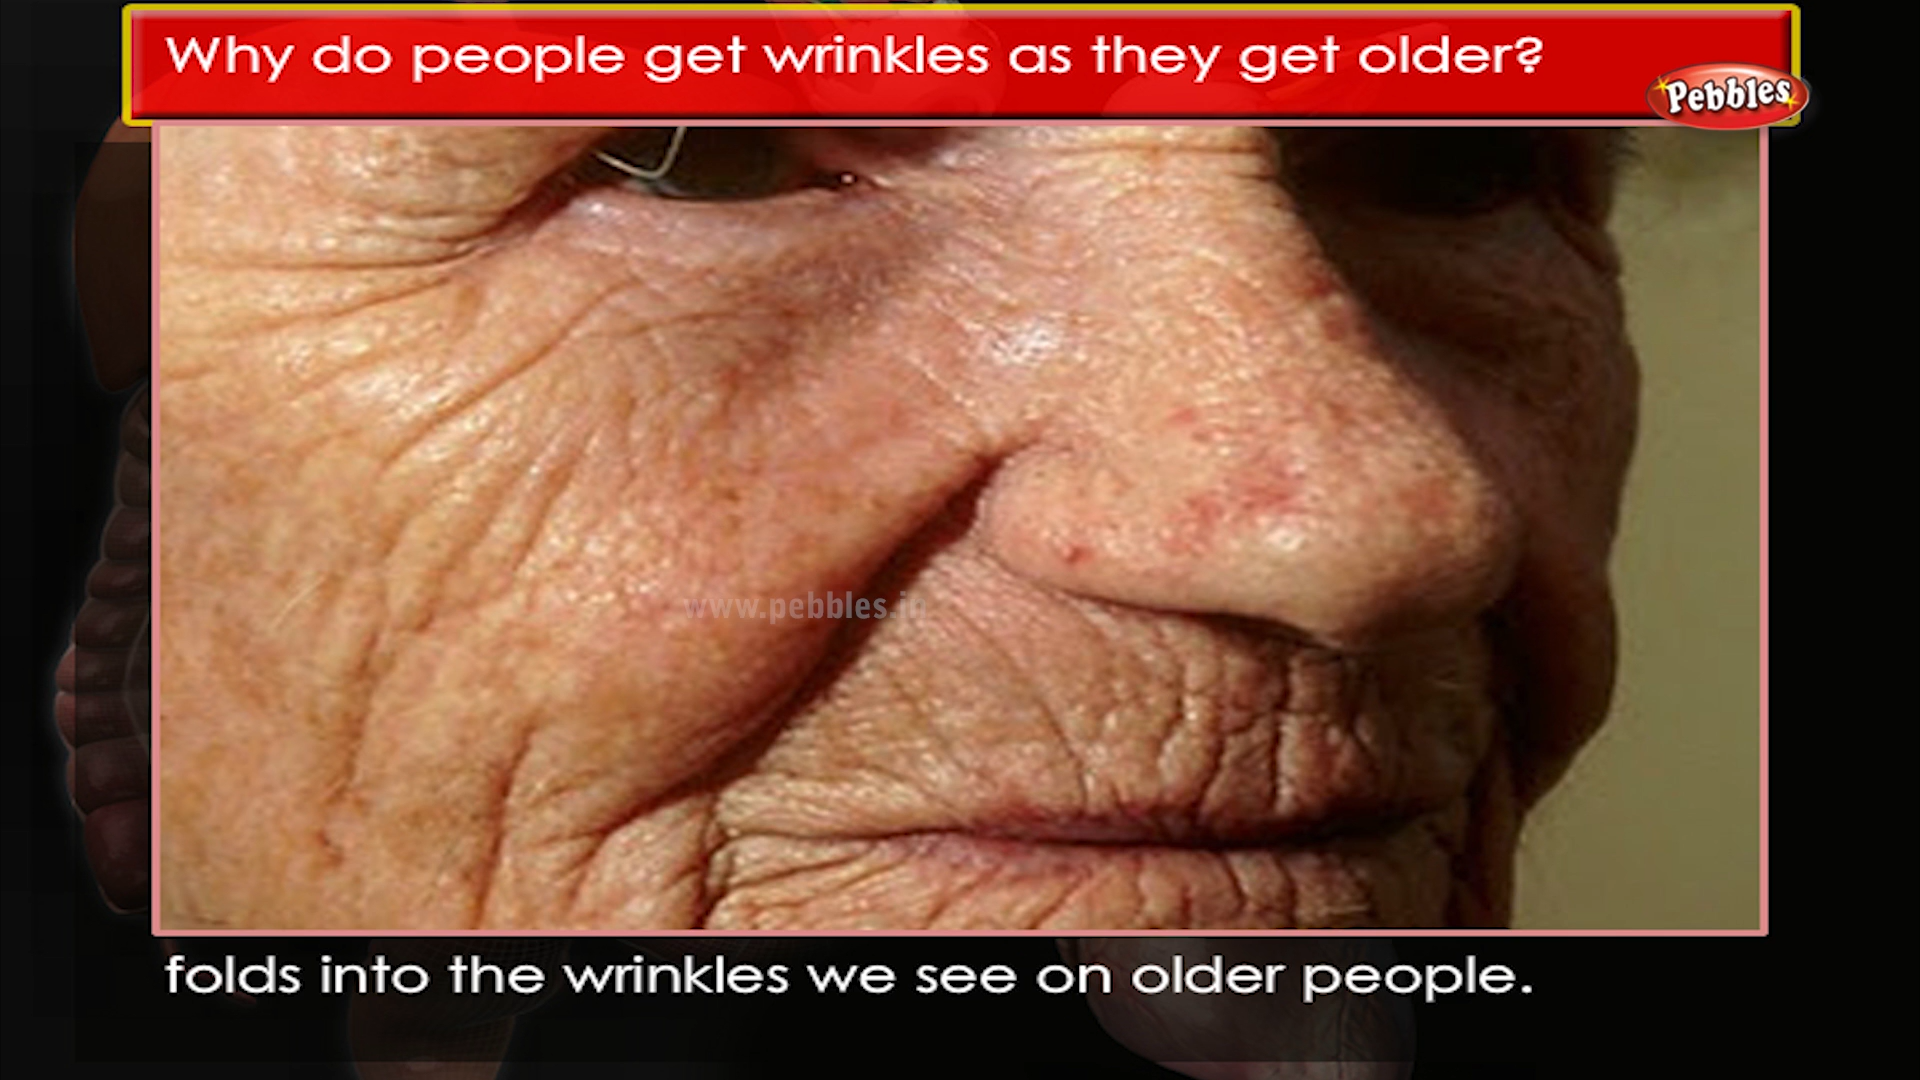 Why do people get wrinkles as they get older?
Pebbles
www.pebbles.in
folds into the wrinkles we see on older people.